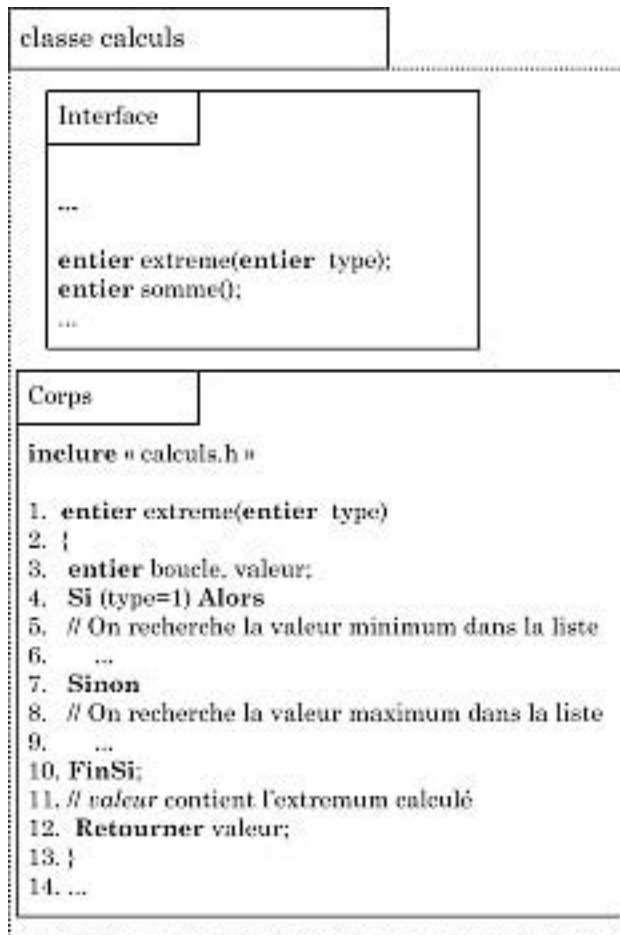 classe calculs
Interface
...
entier extreme(entier type);
entier somme();
...
Corps
inclure « calculs.h »
1. entier extreme(entier type)
2. {
3. entier boucle, valeur;
4. Si (type=1) Alors
5. // On recherche la valeur minimum dans la liste
6. ...
7. Sinon
8. // On recherche la valeur maximum dans la liste
9. ...
10. FinSi;
11. // valeur contient l'extremum calculé
12. Retourner valeur;
13. }
14. ...